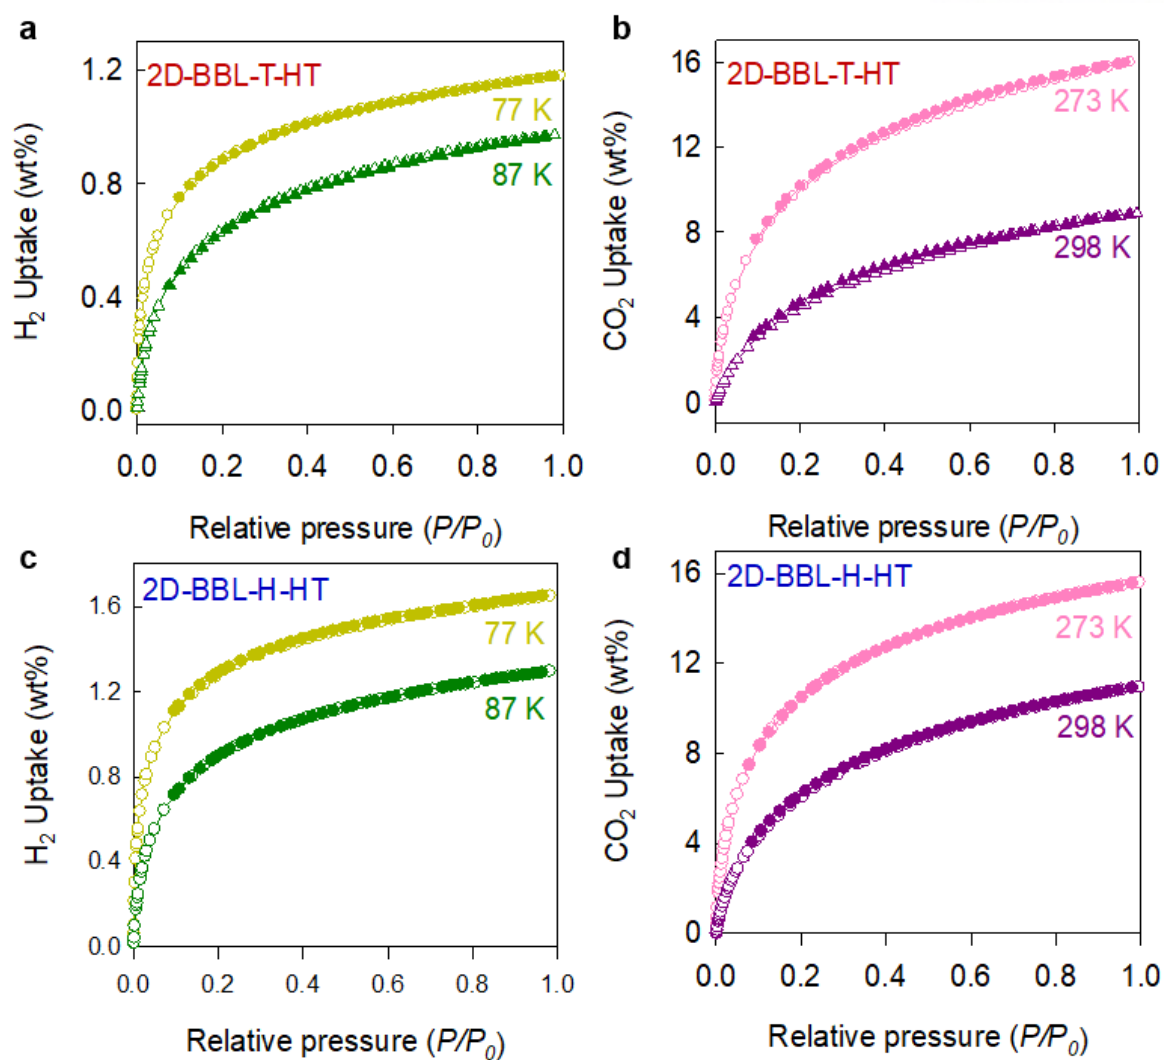 a
2D-BBL-T-HT
77 K
87 K
H₂ Uptake (wt%)
1.2
0.8
0.4
0.0
0.0 0.2 0.4 0.6 0.8 1.0
Relative pressure (P/P₀)
b
2D-BBL-T-HT
273 K
298 K
CO₂ Uptake (wt%)
16
12
8
4
0
0.0 0.2 0.4 0.6 0.8 1.0
Relative pressure (P/P₀)
c
2D-BBL-H-HT
77 K
87 K
H₂ Uptake (wt%)
1.6
1.2
0.8
0.4
0.0
0.0 0.2 0.4 0.6 0.8 1.0
Relative pressure (P/P₀)
d
2D-BBL-H-HT
273 K
298 K
CO₂ Uptake (wt%)
16
12
8
4
0
0.0 0.2 0.4 0.6 0.8 1.0
Relative pressure (P/P₀)